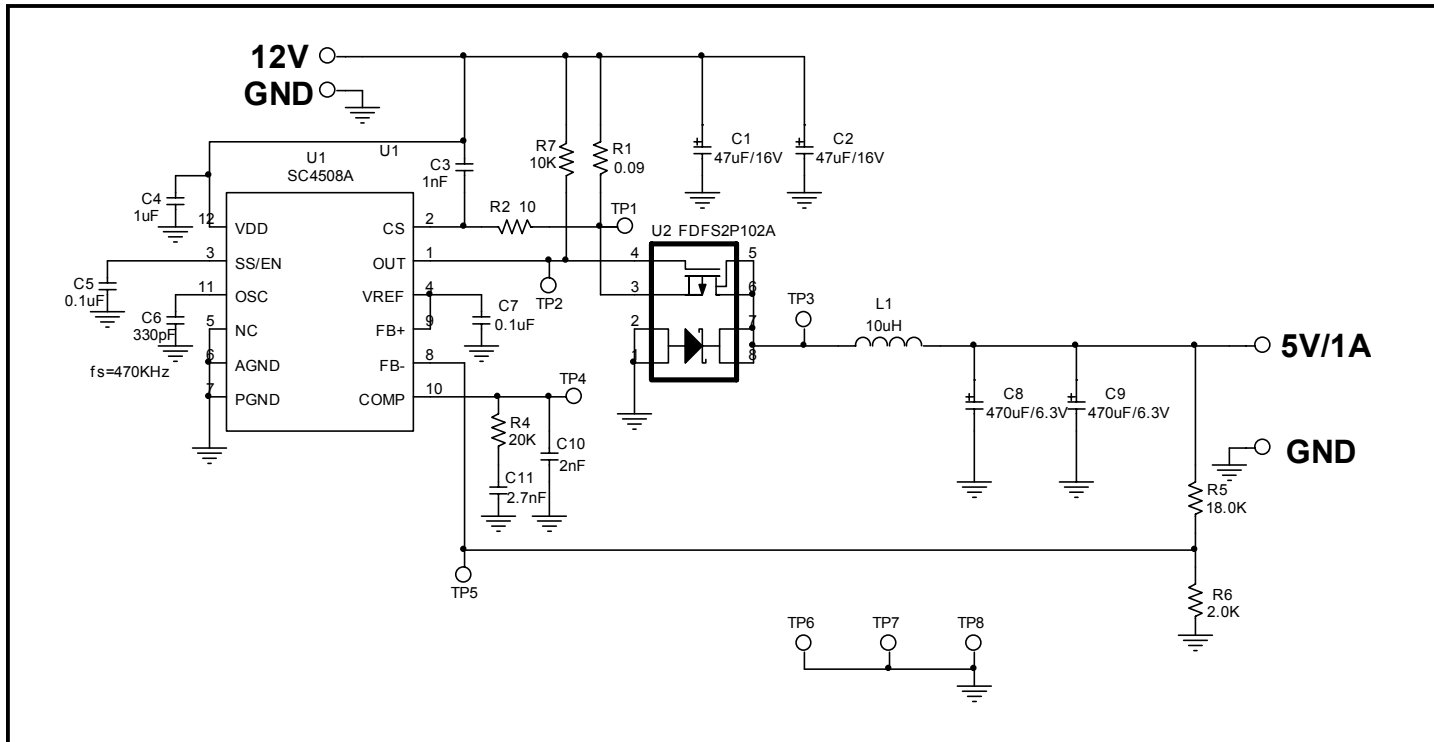 12V
GND
U1
U1
SC4508A
C4
1uF
C3
1nF
R7
10K
R1
0.09
C1
47uF/16V
C2
47uF/16V
12 VDD
CS 2
R2 10
TP1
U2 FDFS2P102A
3 SS/EN
OUT 1
4
5
C5
0.1uF
TP2
11 OSC
VREF 4
3
6
C6
330pF
C7
0.1uF
TP3
L1
10uH
5 NC
FB+ 9
2
7
5V/1A
fs=470KHz
6 AGND
FB- 8
1
8
7 PGND
COMP 10
TP4
C8
470uF/6.3V
C9
470uF/6.3V
R4
20K
C10
2nF
GND
C11
2.7nF
R5
18.0K
TP5
R6
2.0K
TP6
TP7
TP8